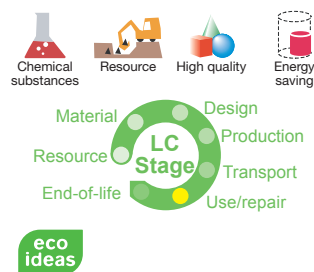 Chemical
substances
Resource
High quality
Energy
saving
Material
Design
Production
Resource
LC
Stage
Transport
End-of-life
Use/repair
eco
ideas